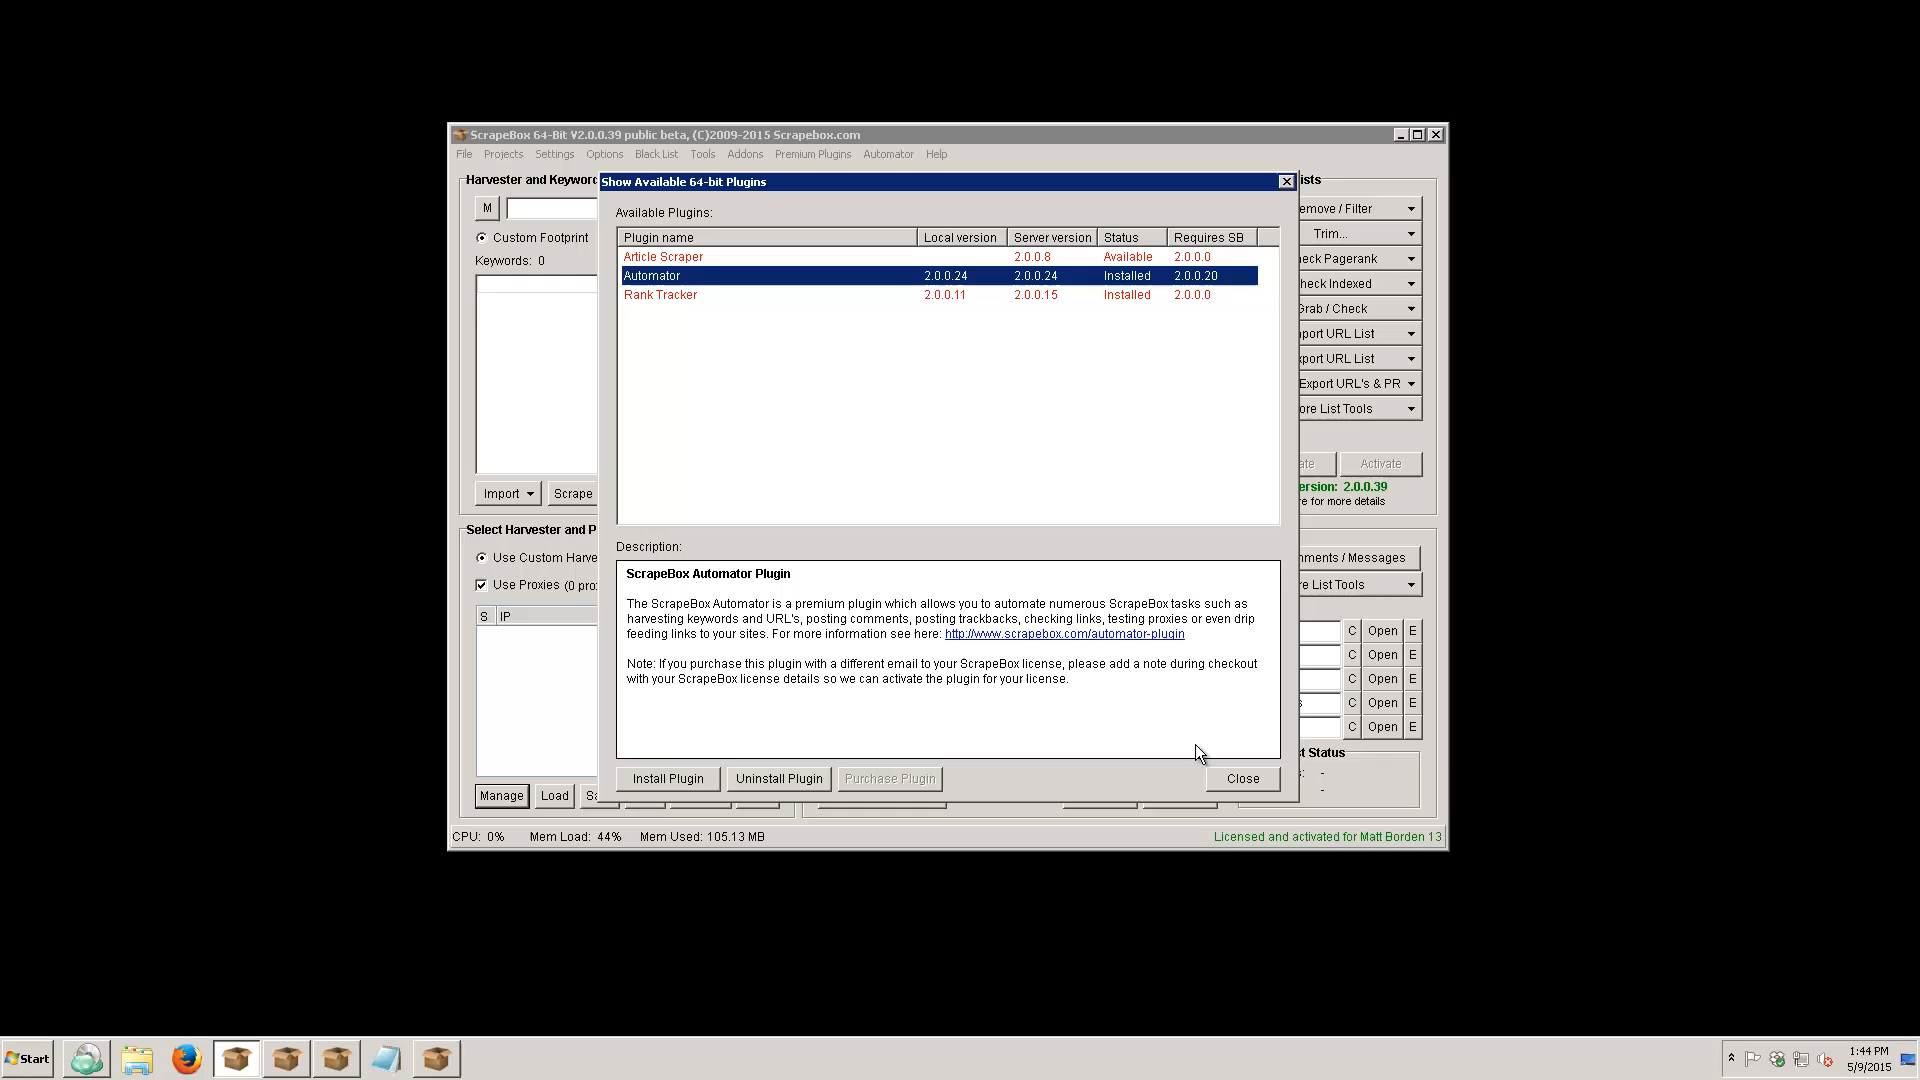 ScrapeBox 64-Bit V2.0.0.39 public beta, (C)2009-2015 Scrapebox.com
File Projects Settings Options Black List Tools Addons Premium Plugins Automator Help
Harvester and Keyword
Show Available 64-bit Plugins
ists
M
Available Plugins:
emove / Filter
Custom Footprint
Plugin name Local version Server version Status Requires SB
Trim...
Keywords: 0
Article Scraper 2.0.0.8 Available 2.0.0.0
heck Pagerank
Automator 2.0.0.24 2.0.0.24 Installed 2.0.0.20
heck Indexed
Rank Tracker 2.0.0.11 2.0.0.15 Installed 2.0.0.0
Grab / Check
mport URL List
xport URL List
Export URL's & PR
ore List Tools
ate Activate
ersion: 2.0.0.39
re for more details
Import Scrape
Select Harvester and P
Description:
Use Custom Harve
ScrapeBox Automator Plugin
mments / Messages
Use Proxies (0 pro
re List Tools
The ScrapeBox Automator is a premium plugin which allows you to automate numerous ScrapeBox tasks such as
harvesting keywords and URL's, posting comments, posting trackbacks, checking links, testing proxies or even drip
feeding links to your sites. For more information see here: http://www.scrapebox.com/automator-plugin
S IP
C Open E
C Open E
Note: If you purchase this plugin with a different email to your ScrapeBox license, please add a note during checkout
with your ScrapeBox license details so we can activate the plugin for your license.
C Open E
s C Open E
C Open E
t Status
: -
-
Install Plugin Uninstall Plugin Purchase Plugin Close
Manage Load Sa
CPU: 0% Mem Load: 44% Mem Used: 105.13 MB
Licensed and activated for Matt Borden 13
Start
1:44 PM
5/9/2015